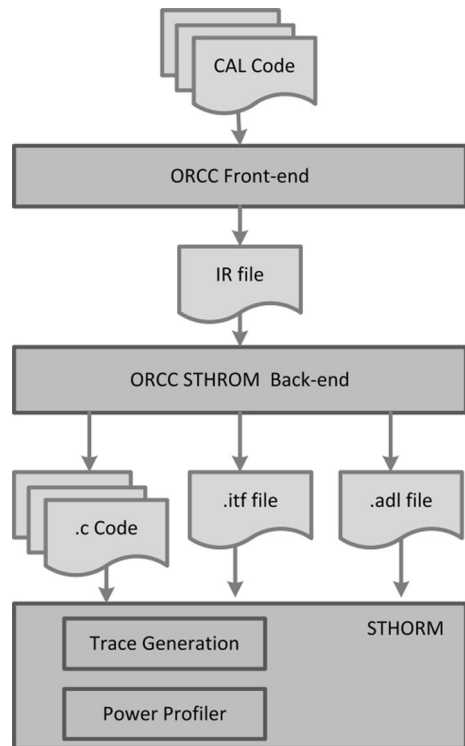 CAL Code
ORCC Front-end
IR file
ORCC STHROM Back-end
.c Code
.itf file
.adl file
STHORM
Trace Generation
Power Profiler